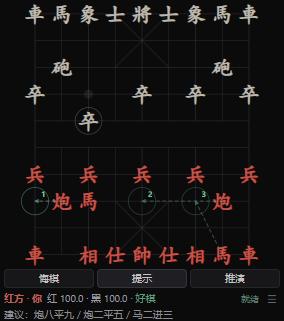 車馬象士將士象馬車
砲 砲
卒 卒 卒 卒
卒
兵 兵 兵 兵 兵
1 炮 馬 2 3 炮
車 相仕帥仕相馬車
悔棋 提示 推演
红方 · 你 红 100.0 · 黑 100.0 · 好棋 就绪 ☰
建议：炮八平九 / 炮二平五 / 马二进三